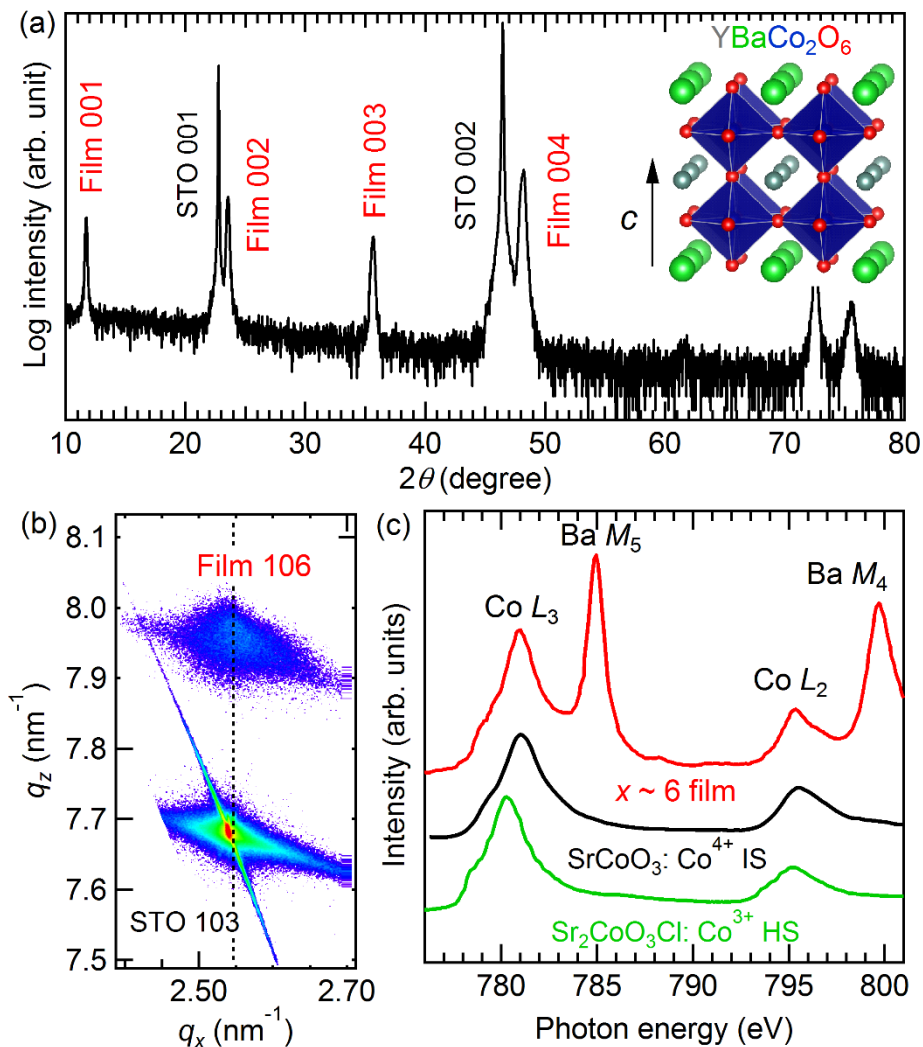 (a)
YBaCo₂O₆
Log intensity (arb. unit)
Film 001
STO 001
Film 002
Film 003
STO 002
Film 004
c
10 20 30 40 50 60 70 80
2θ (degree)
(b)
8.1
8.0
7.9
7.8
7.7
7.6
7.5
qz (nm⁻¹)
Film 106
STO 103
2.50 2.70
qx (nm⁻¹)
(c)
Ba M₅
Ba M₄
Co L₃
Co L₂
Intensity (arb. units)
x ~ 6 film
SrCoO₃: Co⁴⁺ IS
Sr₂CoO₃Cl: Co³⁺ HS
780 785 790 795 800
Photon energy (eV)